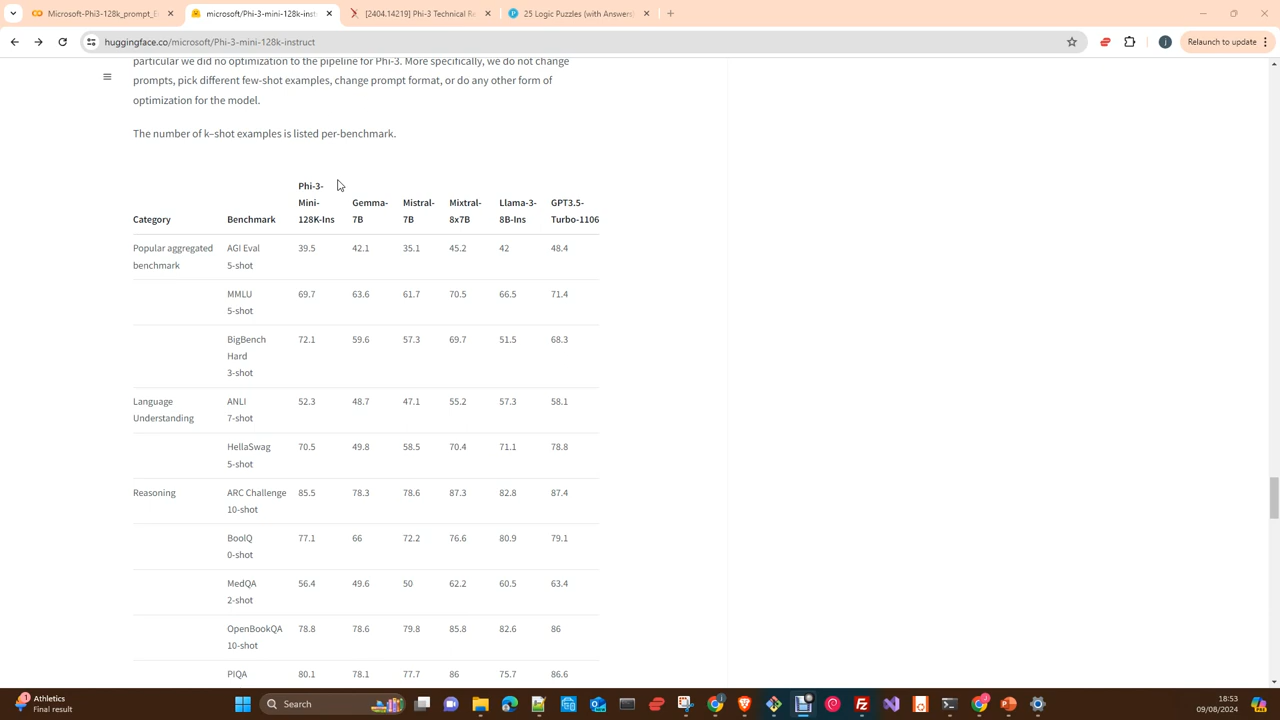 Microsoft-Phi3-128k_prompt_E
microsoft/Phi-3-mini-128k-inst
[2404.14219] Phi-3 Technical Re
25 Logic Puzzles (with Answers)
huggingface.co/microsoft/Phi-3-mini-128k-instruct
Relaunch to update
particular we did no optimization to the pipeline for Phi-3. More specifically, we do not change
prompts, pick different few-shot examples, change prompt format, or do any other form of
optimization for the model.
The number of k–shot examples is listed per-benchmark.
Category Benchmark Phi-3-Mini-128K-Ins Gemma-7B Mistral-7B Mixtral-8x7B Llama-3-8B-Ins GPT3.5-Turbo-1106
Popular aggregated benchmark AGI Eval 5-shot 39.5 42.1 35.1 45.2 42 48.4
MMLU 5-shot 69.7 63.6 61.7 70.5 66.5 71.4
BigBench Hard 3-shot 72.1 59.6 57.3 69.7 51.5 68.3
Language Understanding ANLI 7-shot 52.3 48.7 47.1 55.2 57.3 58.1
HellaSwag 5-shot 70.5 49.8 58.5 70.4 71.1 78.8
Reasoning ARC Challenge 10-shot 85.5 78.3 78.6 87.3 82.8 87.4
BoolQ 0-shot 77.1 66 72.2 76.6 80.9 79.1
MedQA 2-shot 56.4 49.6 50 62.2 60.5 63.4
OpenBookQA 10-shot 78.8 78.6 79.8 85.8 82.6 86
PIQA 80.1 78.1 77.7 86 75.7 86.6
Athletics
Final result
Search
18:53
09/08/2024